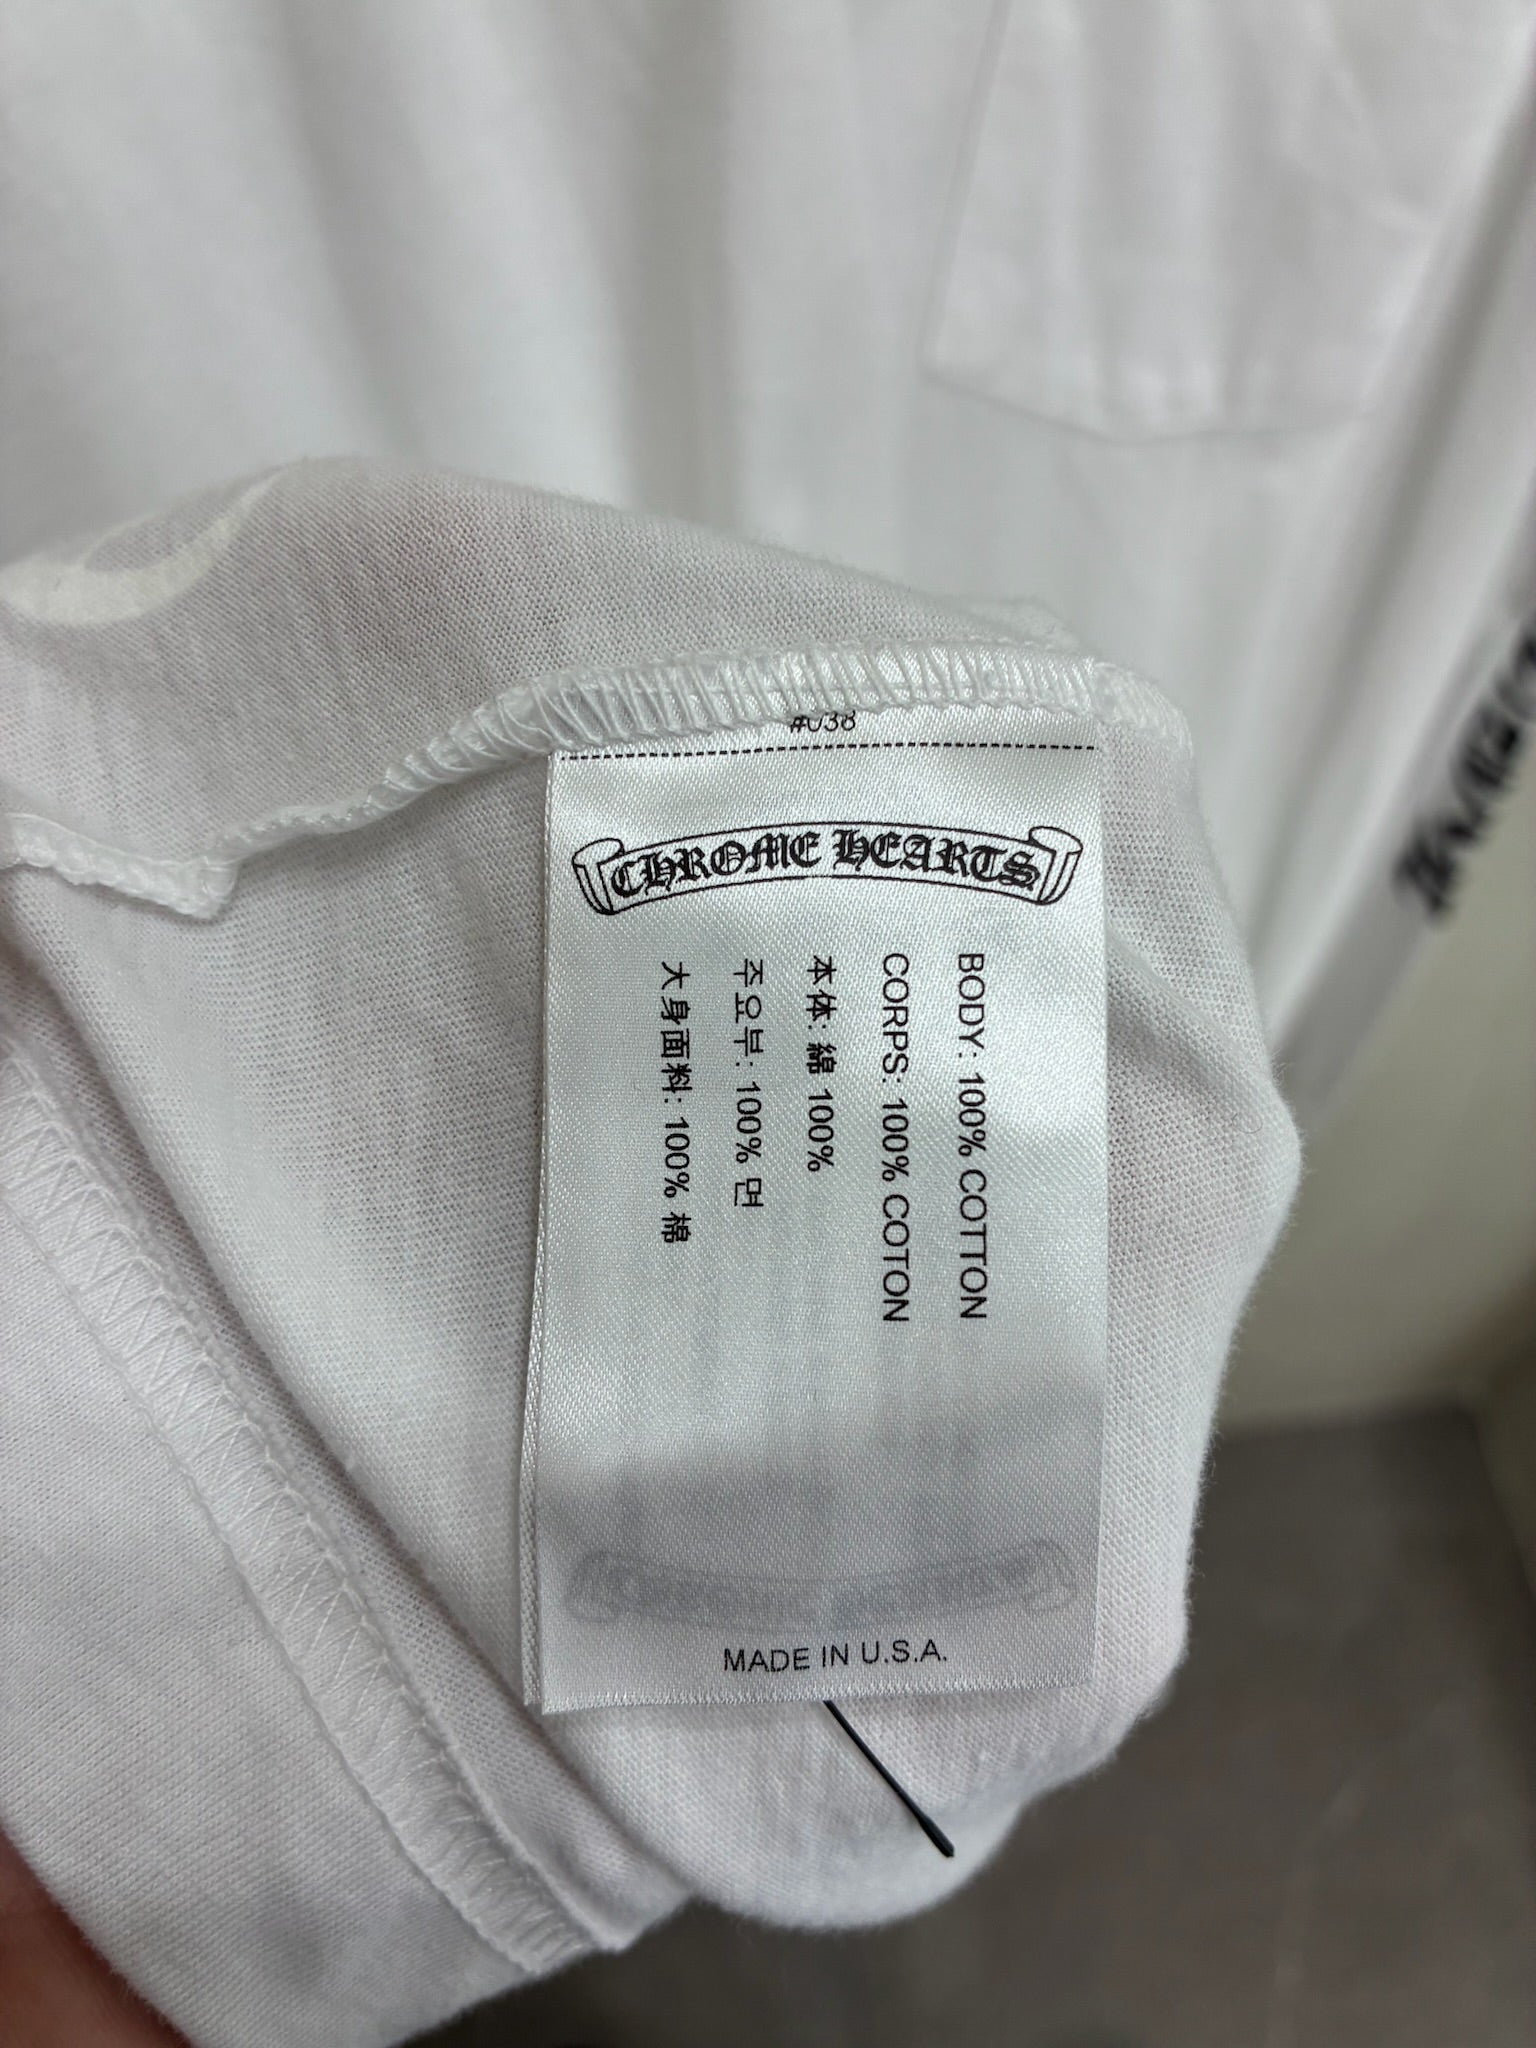 #038
CHROME HEARTS
BODY: 100% COTTON
CORPS: 100% COTON
本体: 綿 100%
주요부: 100% 면
大身面料: 100% 棉
MADE IN U.S.A.